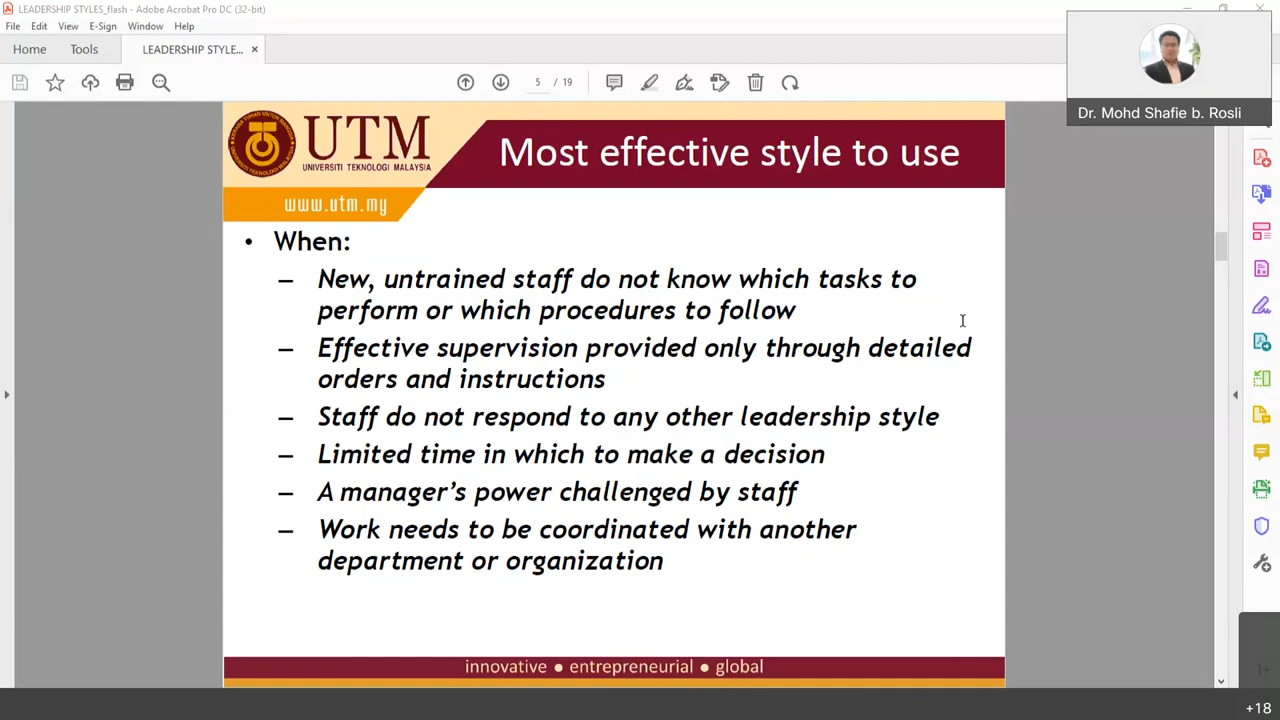 LEADERSHIP STYLES_flash - Adobe Acrobat Pro DC (32-bit)
File Edit View E-Sign Window Help
Home Tools LEADERSHIP STYLE... ×
5 / 19
Dr. Mohd Shafie b. Rosli
UTM
UNIVERSITI TEKNOLOGI MALAYSIA
www.utm.my
Most effective style to use
• When:
– New, untrained staff do not know which tasks to
perform or which procedures to follow
– Effective supervision provided only through detailed
orders and instructions
– Staff do not respond to any other leadership style
– Limited time in which to make a decision
– A manager’s power challenged by staff
– Work needs to be coordinated with another
department or organization
innovative ● entrepreneurial ● global
+18